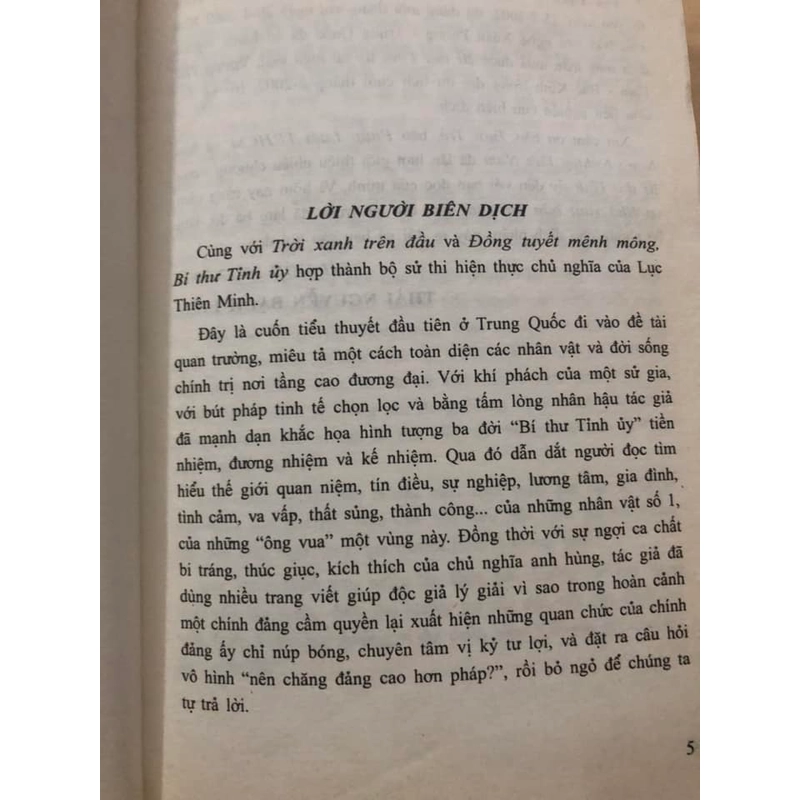 LỜI NGƯỜI BIÊN DỊCH
Cùng với Trời xanh trên đầu và Đồng tuyết mênh mông,
Bí thư Tỉnh ủy hợp thành bộ sử thi hiện thực chủ nghĩa của Lục
Thiên Minh.
Đây là cuốn tiểu thuyết đầu tiên ở Trung Quốc đi vào đề tài
quan trường, miêu tả một cách toàn diện các nhân vật và đời sống
chính trị nơi tầng cao đương đại. Với khí phách của một sử gia,
với bút pháp tinh tế chọn lọc và bằng tấm lòng nhân hậu tác giả
đã mạnh dạn khắc họa hình tượng ba đời “Bí thư Tỉnh ủy” tiền
nhiệm, đương nhiệm và kế nhiệm. Qua đó dẫn dắt người đọc tìm
hiểu thế giới quan niệm, tín điều, sự nghiệp, lương tâm, gia đình,
tình cảm, va vấp, thất sủng, thành công... của những nhân vật số 1,
của những “ông vua” một vùng này. Đồng thời với sự ngợi ca chất
bi tráng, thúc giục, kích thích của chủ nghĩa anh hùng, tác giả đã
dùng nhiều trang viết giúp độc giả lý giải vì sao trong hoàn cảnh
một chính đảng cầm quyền lại xuất hiện những quan chức của chính
đảng ấy chỉ núp bóng, chuyên tâm vị kỷ tư lợi, và đặt ra câu hỏi
vô hình “nên chăng đảng cao hơn pháp?”, rồi bỏ ngỏ để chúng ta
tự trả lời.
5